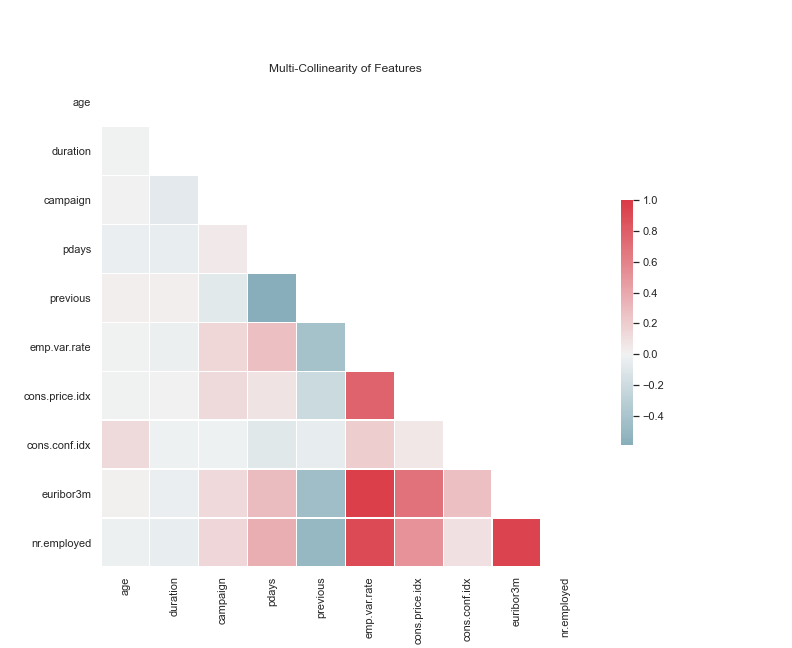 Multi-Collinearity of Features
age
duration
campaign
pdays
previous
emp.var.rate
cons.price.idx
cons.conf.idx
euribor3m
nr.employed
age
duration
campaign
pdays
previous
emp.var.rate
cons.price.idx
cons.conf.idx
euribor3m
nr.employed
1.0
0.8
0.6
0.4
0.2
0.0
−0.2
−0.4